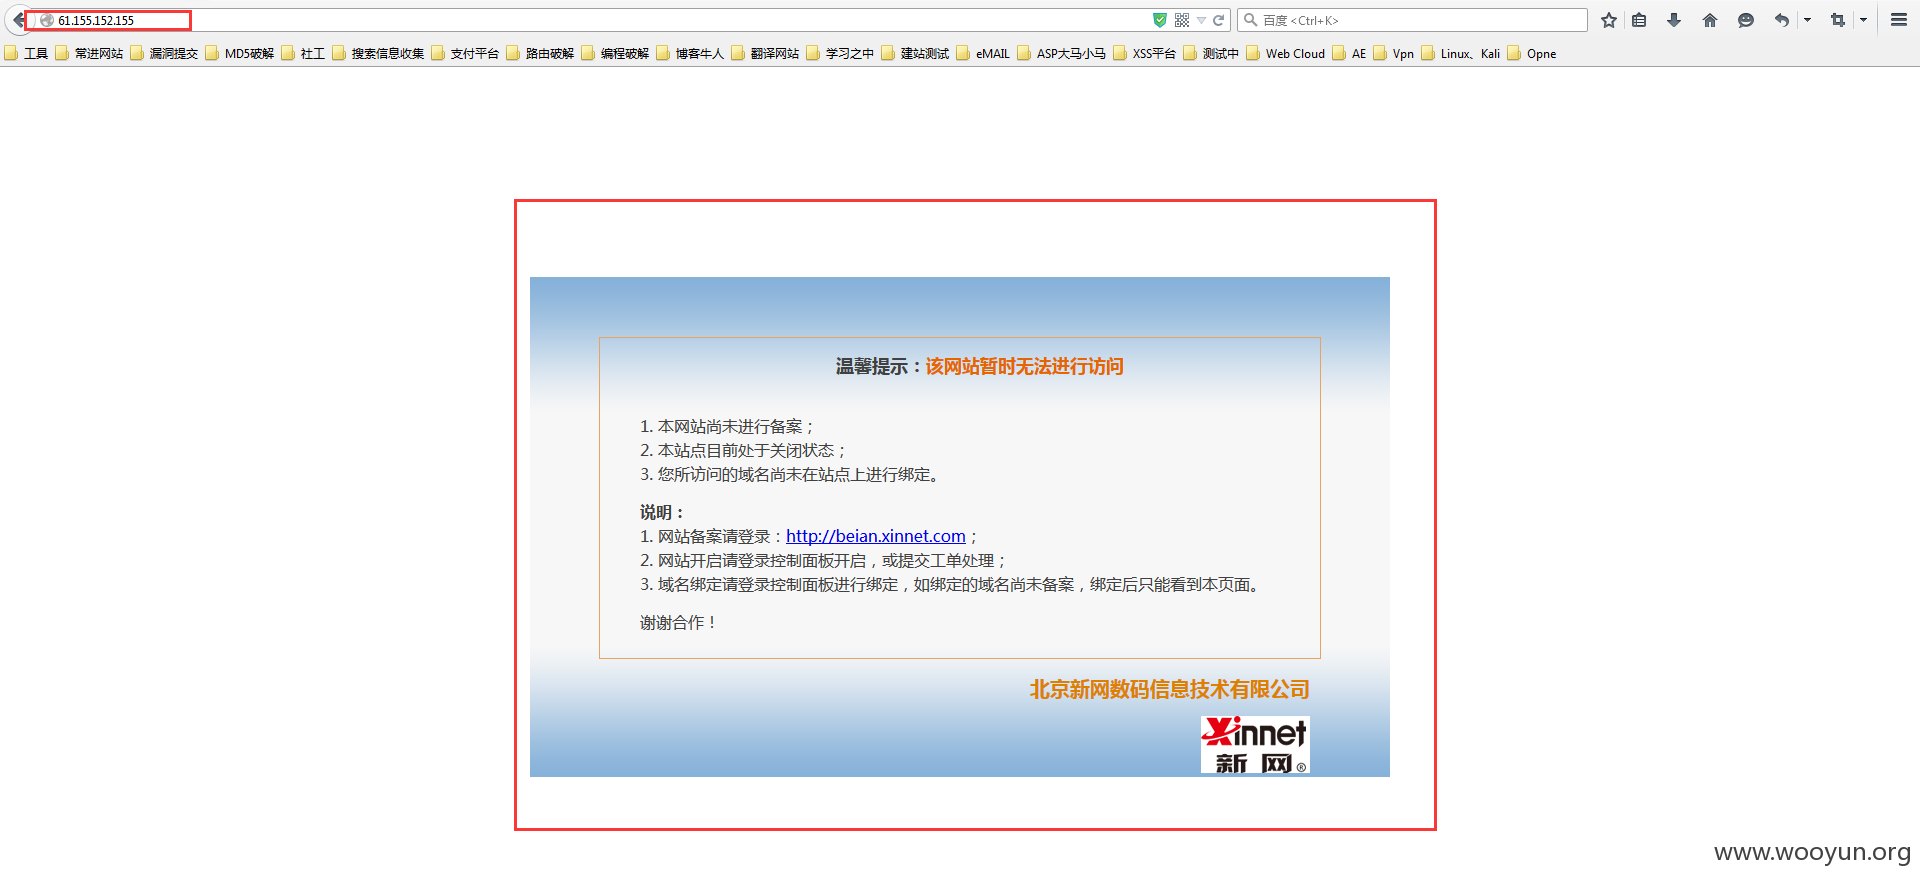 61.155.152.155
百度 <Ctrl+K>
工具 常进网站 漏洞提交 MD5破解 社工 搜索信息收集 支付平台 路由破解 编程破解 博客牛人 翻译网站 学习之中 建站测试 eMAIL ASP大马小马 XSS平台 测试中 Web Cloud AE Vpn Linux、Kali Opne
温馨提示：该网站暂时无法进行访问
1. 本网站尚未进行备案；
2. 本站点目前处于关闭状态；
3. 您所访问的域名尚未在站点上进行绑定。
说明：
1. 网站备案请登录：http://beian.xinnet.com；
2. 网站开启请登录控制面板开启，或提交工单处理；
3. 域名绑定请登录控制面板进行绑定，如绑定的域名尚未备案，绑定后只能看到本页面。
谢谢合作！
北京新网数码信息技术有限公司
Xinnet
新 网®
www.wooyun.org